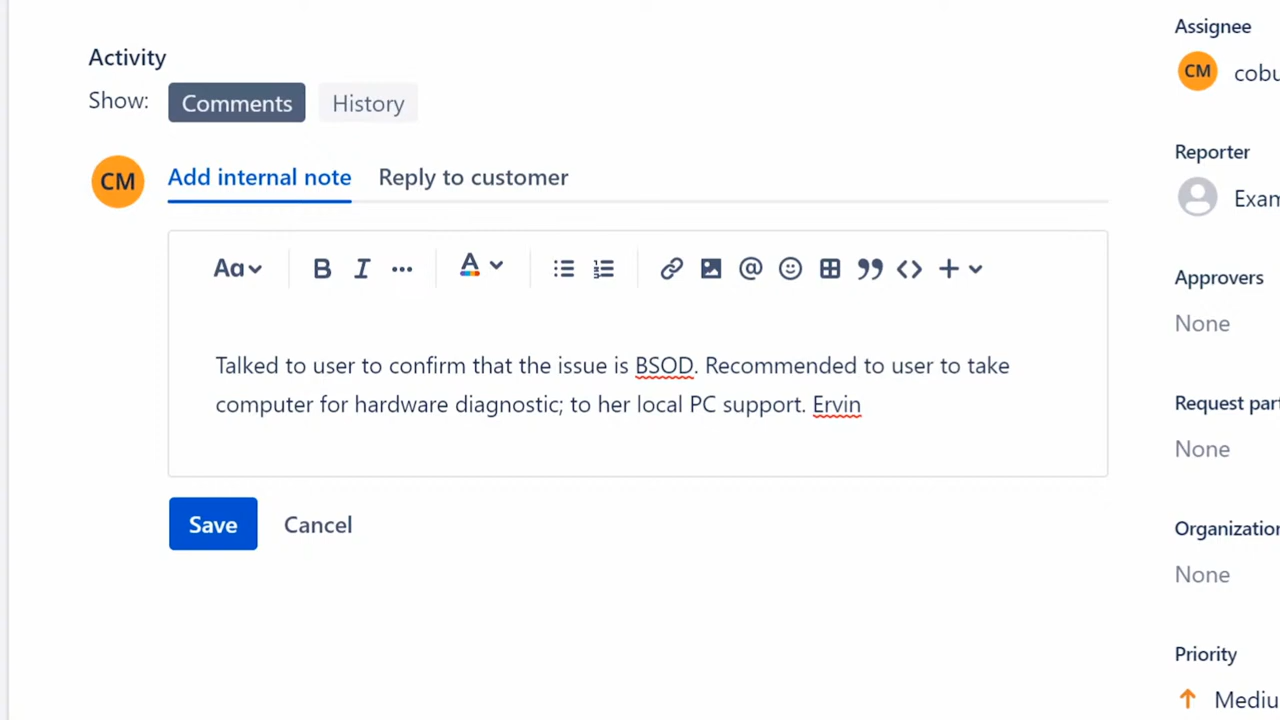 Activity
Show: Comments History
CM Add internal note Reply to customer
Aa B I ... A @
Talked to user to confirm that the issue is BSOD. Recommended to user to take
computer for hardware diagnostic; to her local PC support. Ervin
Save Cancel
Assignee
CM cobu
Reporter
Exam
Approvers
None
Request part
None
Organization
None
Priority
Mediu